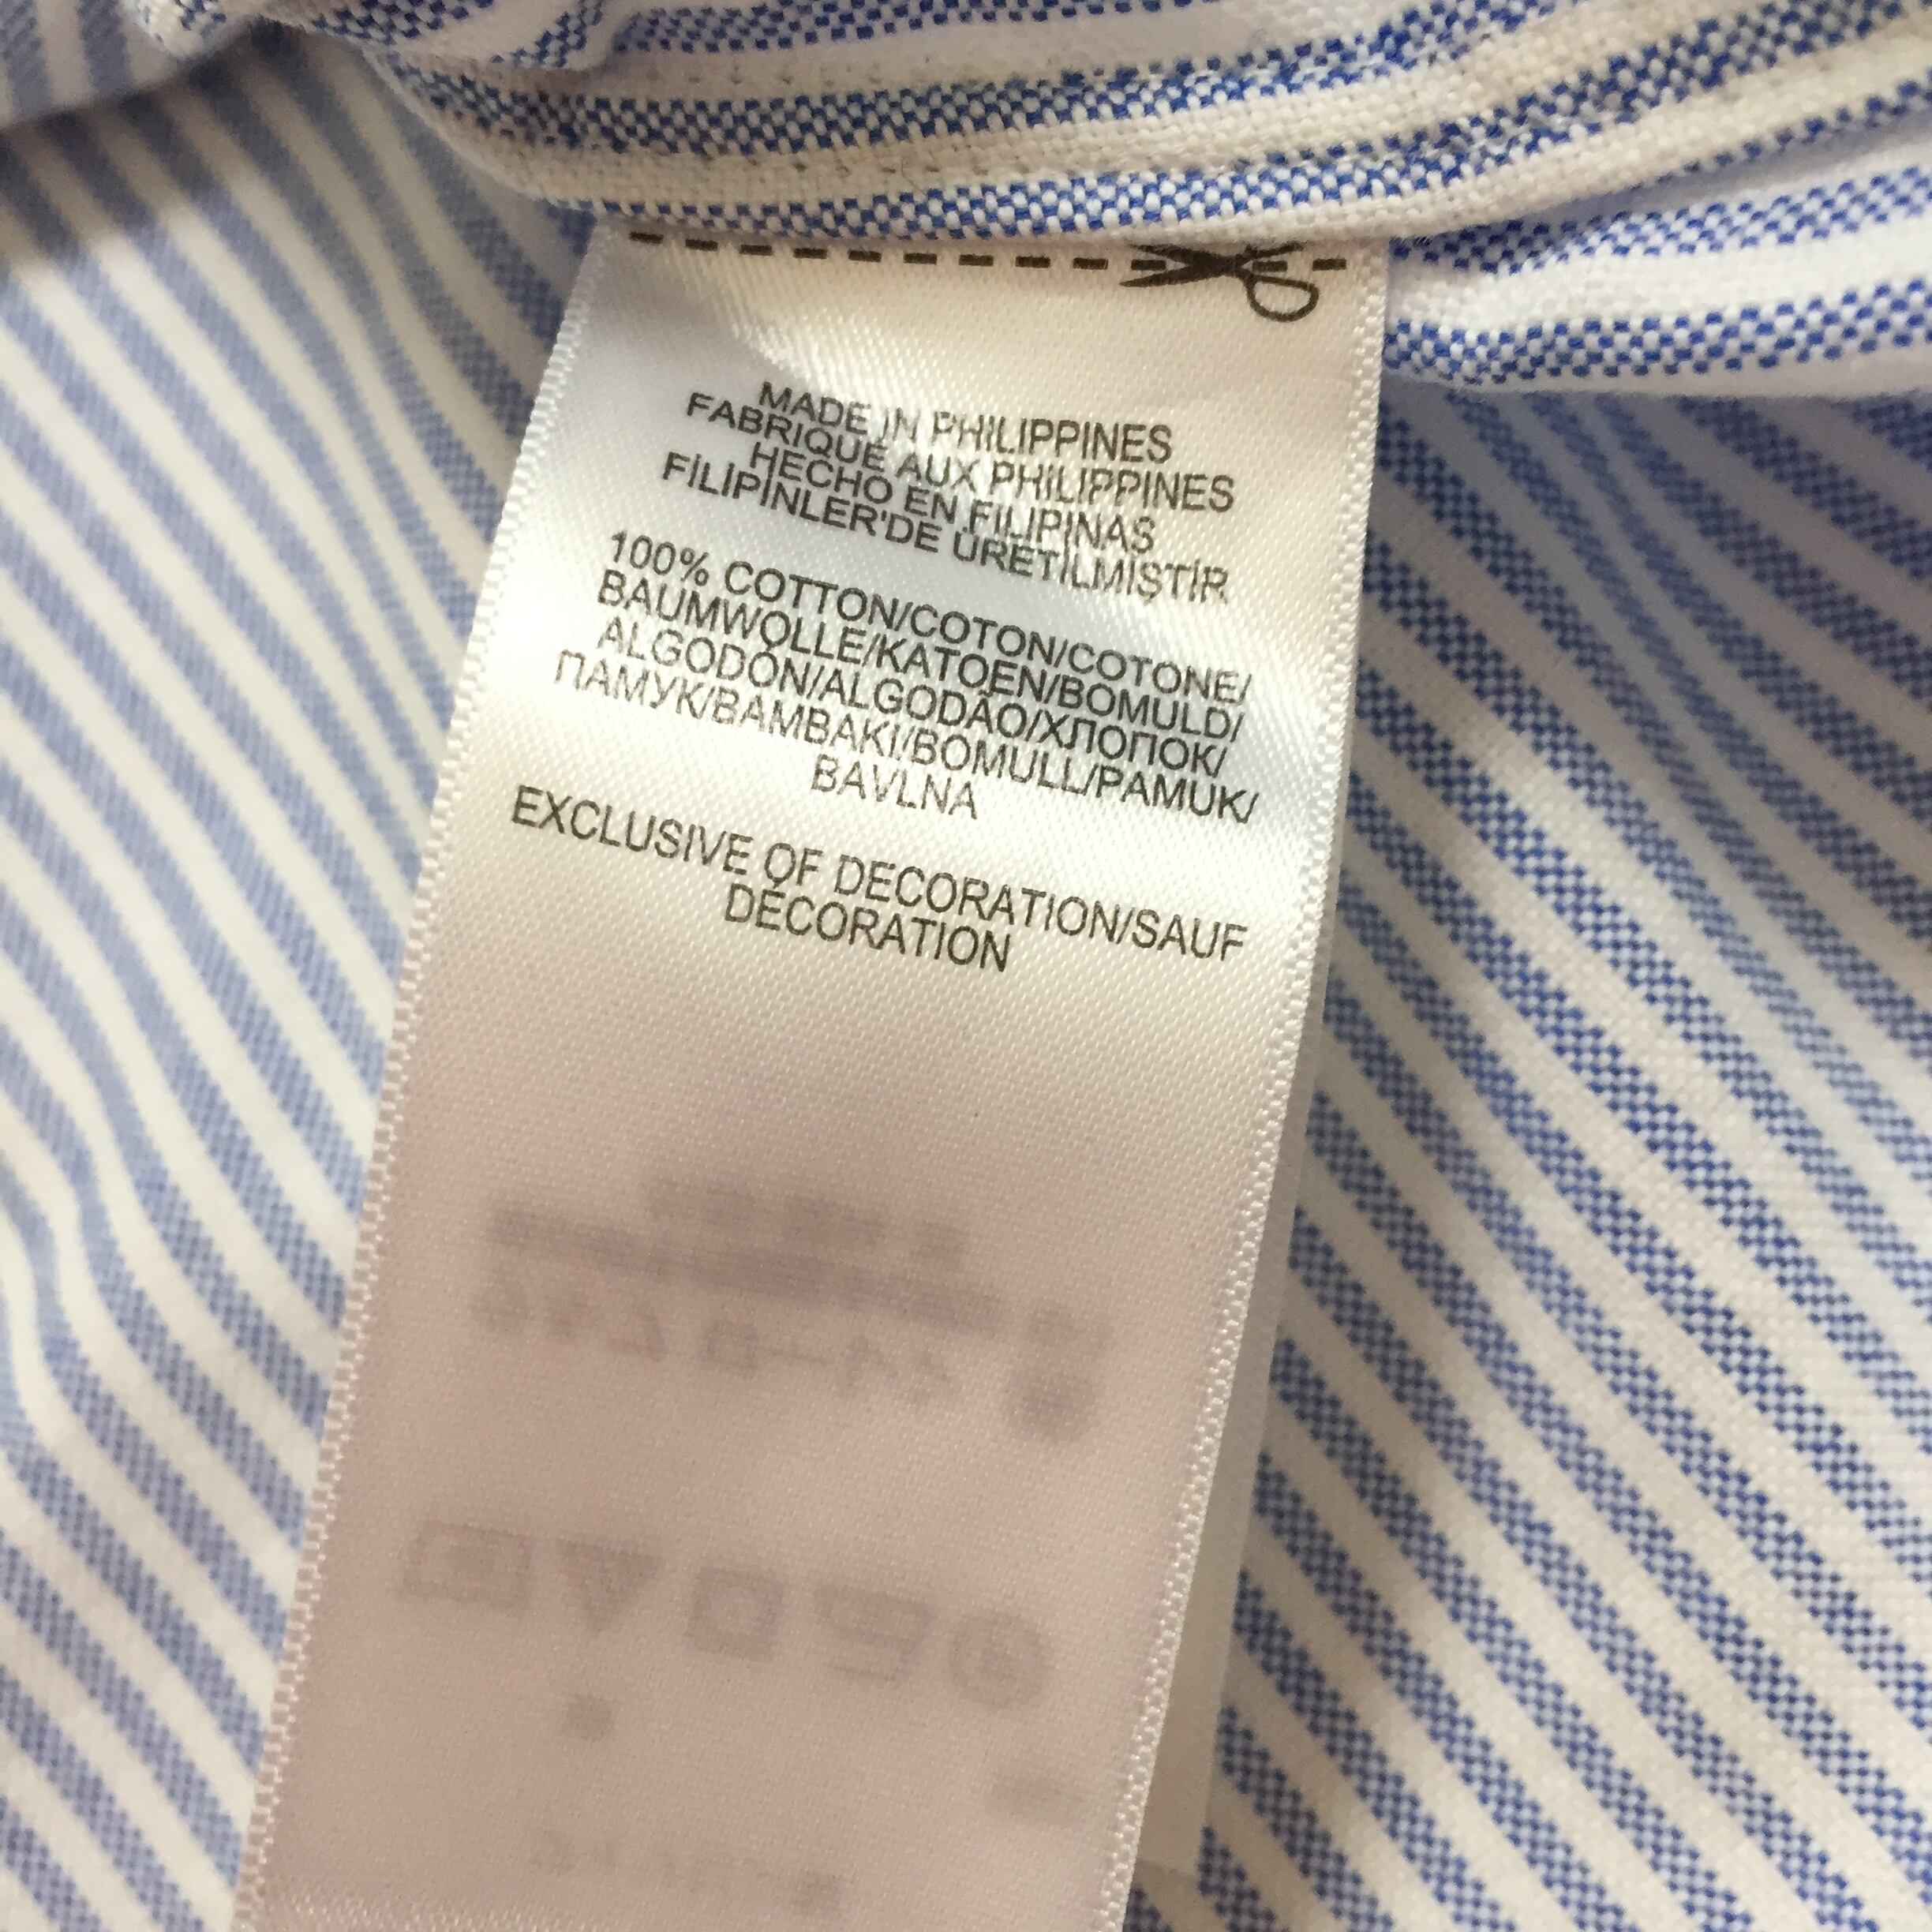 MADE IN PHILIPPINES
FABRIQUÉ AUX PHILIPPINES
HECHO EN FILIPINAS
FİLİPİNLER'DE ÜRETİLMİŞTİR
100% COTTON/COTON/COTONE/
BAUMWOLLE/KATOEN/BOMULD/
ALGODÓN/ALGODÃO/ХЛОПОК/
ПАМУК/BAMBAKI/BOMULL/PAMUK/
BAVLNA
EXCLUSIVE OF DECORATION/SAUF
DÉCORATION